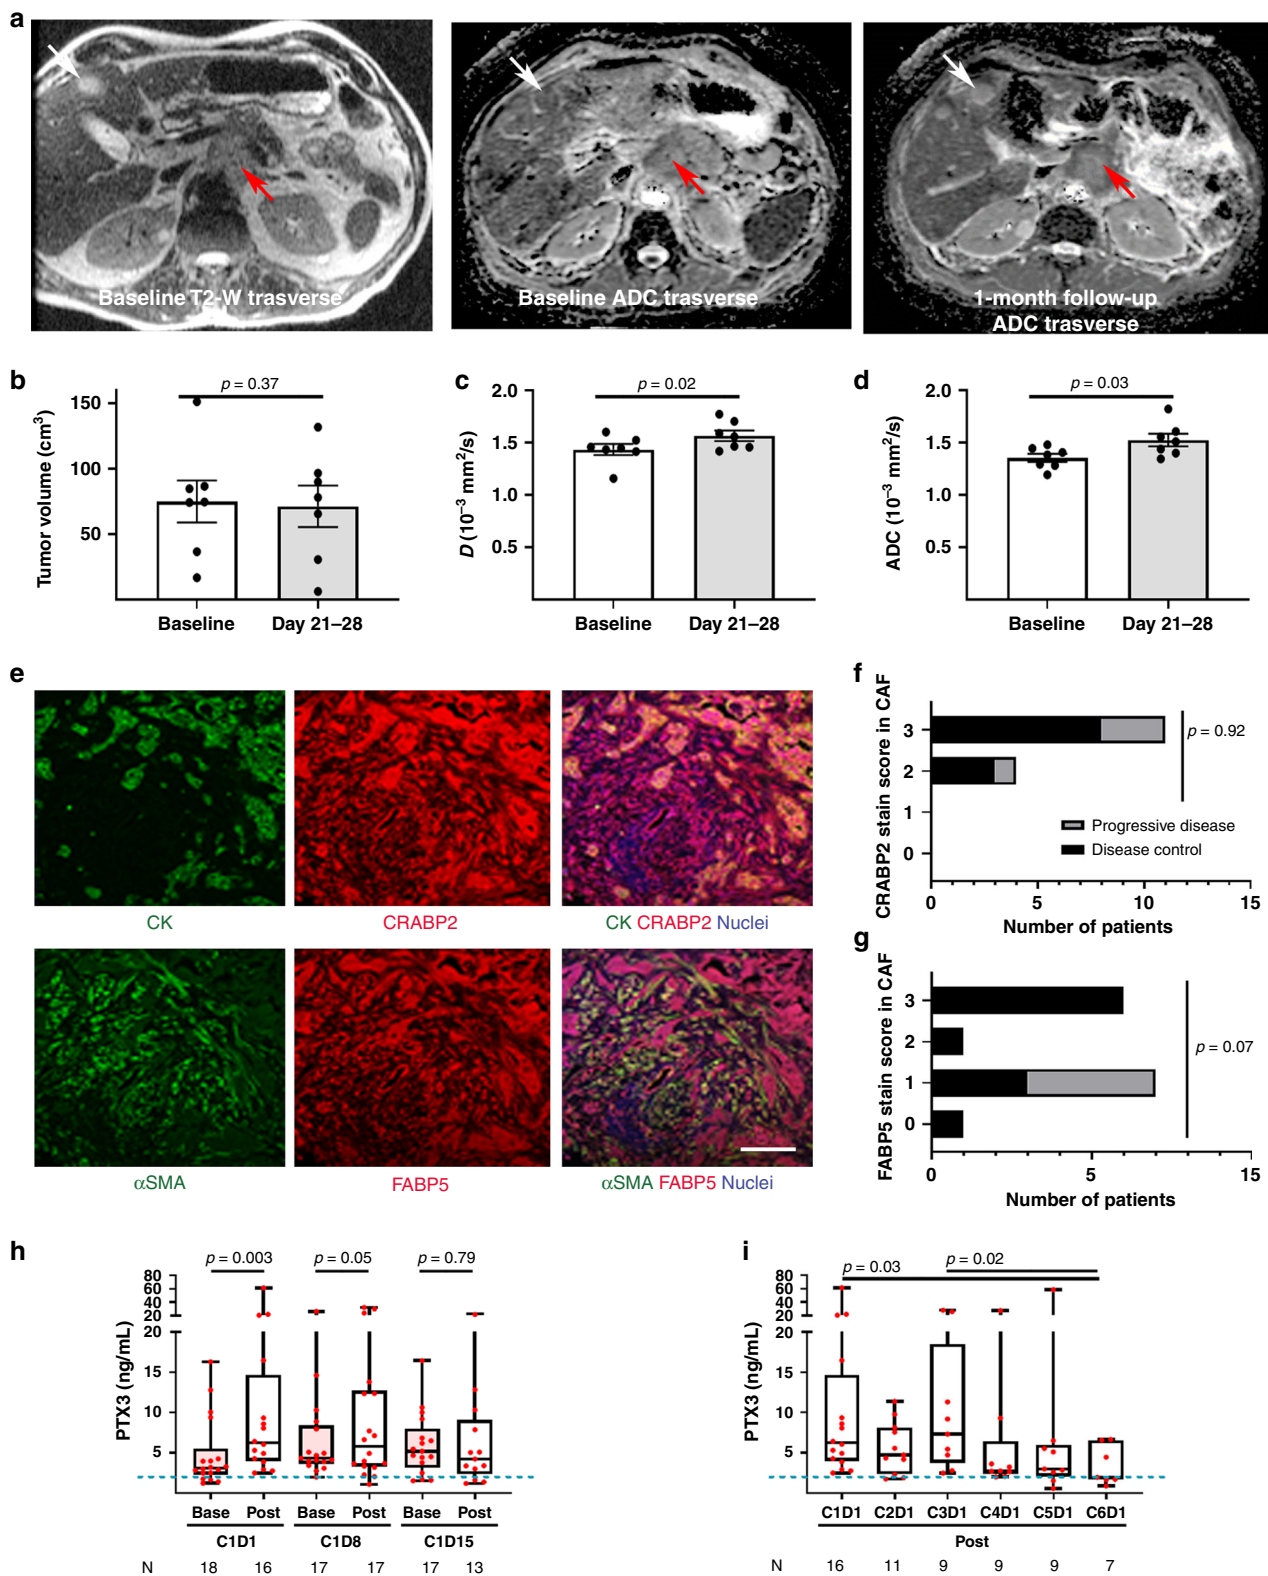 a
Baseline T2-W trasverse
Baseline ADC trasverse
1-month follow-up
ADC trasverse
b
p = 0.37
Tumor volume (cm³)
150
100
50
Baseline
Day 21–28
c
p = 0.02
D (10⁻³ mm²/s)
2.0
1.5
1.0
0.5
Baseline
Day 21–28
d
p = 0.03
ADC (10⁻³ mm²/s)
2.0
1.5
1.0
0.5
Baseline
Day 21–28
e
CK
CRABP2
CK CRABP2 Nuclei
αSMA
FABP5
αSMA FABP5 Nuclei
f
CRABP2 stain score in CAF
3
2
1
0
p = 0.92
Progressive disease
Disease control
0
5
10
15
Number of patients
g
FABP5 stain score in CAF
3
2
1
0
p = 0.07
0
5
15
Number of patients
h
p = 0.003
p = 0.05
p = 0.79
PTX3 (ng/mL)
80
60
40
20
20
15
10
5
Base Post Base Post Base Post
C1D1 C1D8 C1D15
N 18 16 17 17 17 13
i
p = 0.03
p = 0.02
PTX3 (ng/mL)
80
60
40
20
20
15
10
5
C1D1 C2D1 C3D1 C4D1 C5D1 C6D1
Post
N 16 11 9 9 9 7